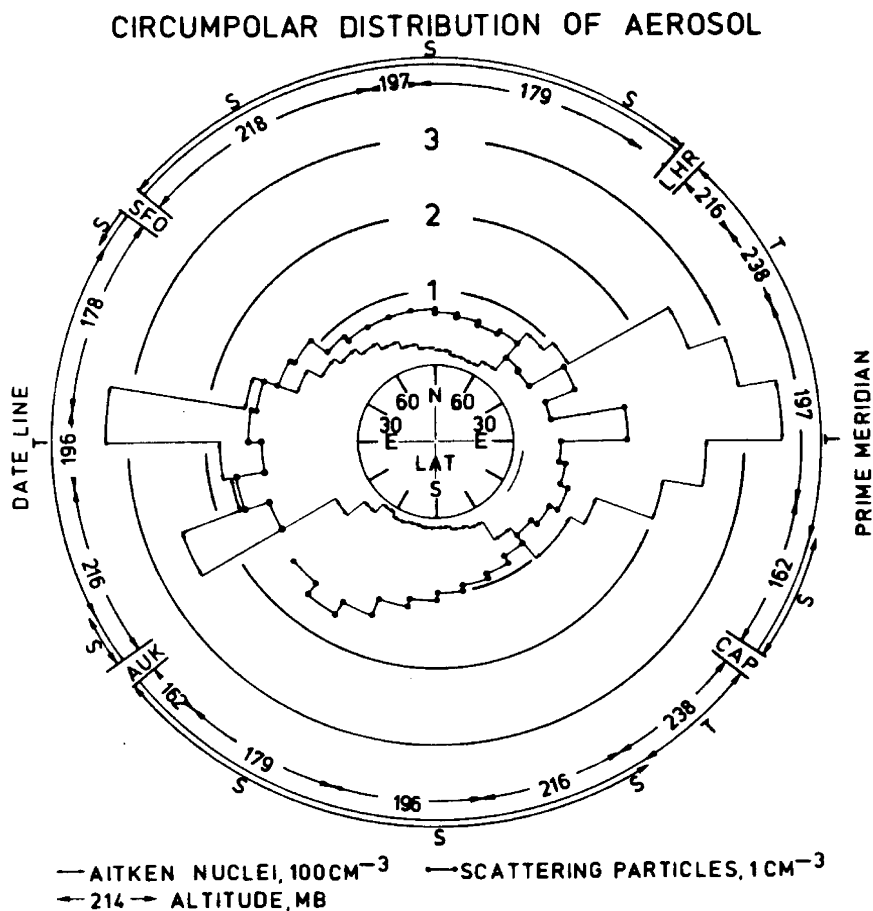 CIRCUMPOLAR DISTRIBUTION OF AEROSOL
S
197
179
S
S
218
3
LHR
216
T
238
SFO
S
2
178
1
197
N
60 60
30 30
E E
LAT
S
DATE LINE
T
196
T
PRIME MERIDIAN
216
162
S
S
AUK
CAP
162
238
T
179
216
S
196
S
S
AITKEN NUCLEI, 100CM⁻³
SCATTERING PARTICLES, 1CM⁻³
214 ALTITUDE, MB